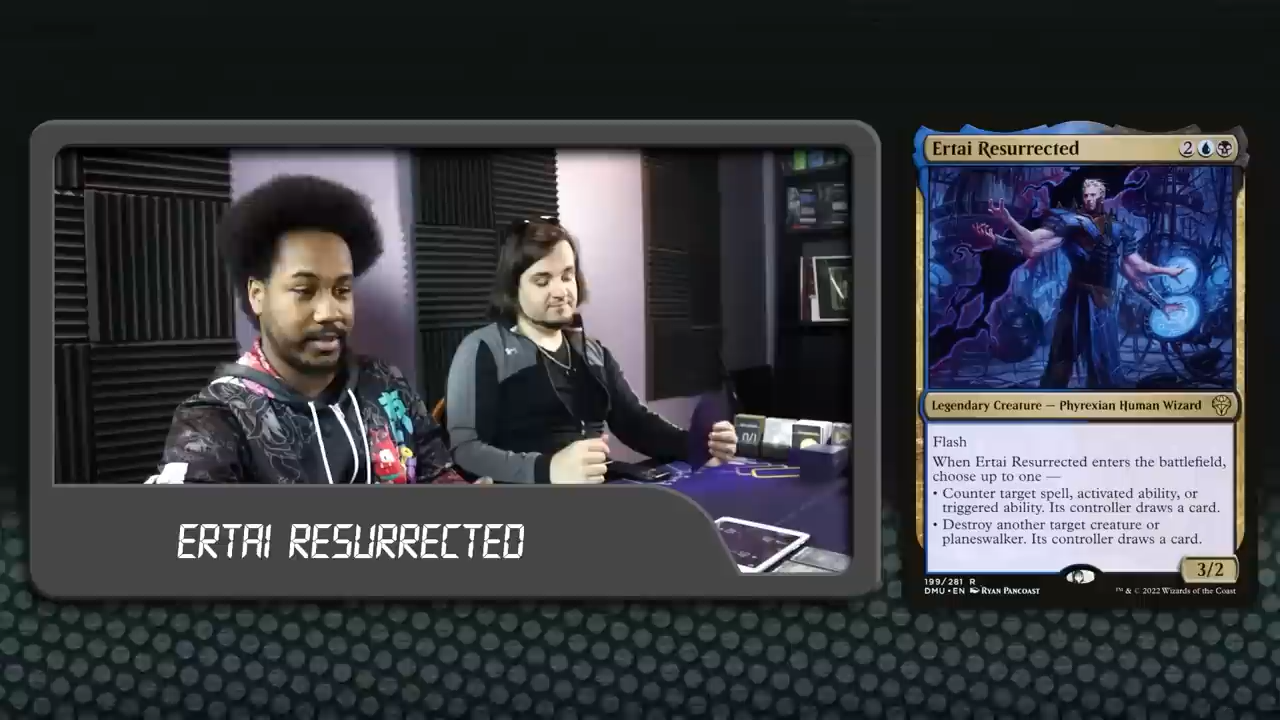 ERTAI RESURRECTED
Ertai Resurrected 2
Legendary Creature — Phyrexian Human Wizard
Flash
When Ertai Resurrected enters the battlefield,
choose up to one —
• Counter target spell, activated ability, or
triggered ability. Its controller draws a card.
• Destroy another target creature or
planeswalker. Its controller draws a card.
3/2
199/281 R
DMU • EN RYAN PANCOAST
™ & © 2022 Wizards of the Coast